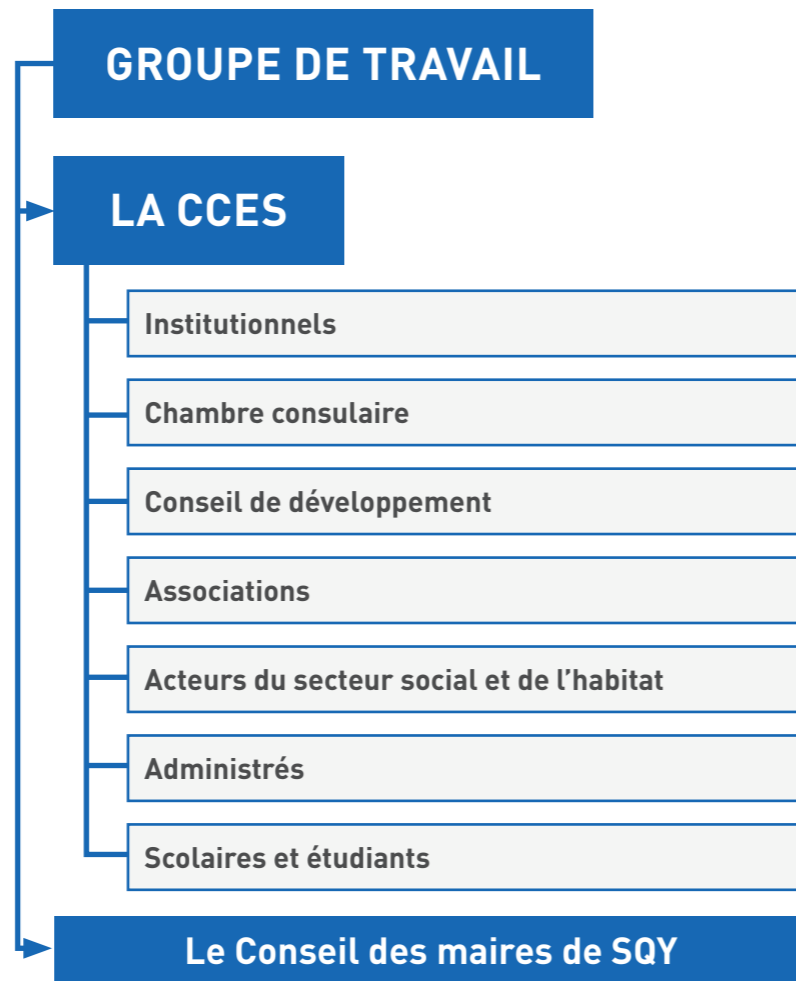 GROUPE DE TRAVAIL
LA CCES
Institutionnels
Chambre consulaire
Conseil de développement
Associations
Acteurs du secteur social et de l’habitat
Administrés
Scolaires et étudiants
Le Conseil des maires de SQY